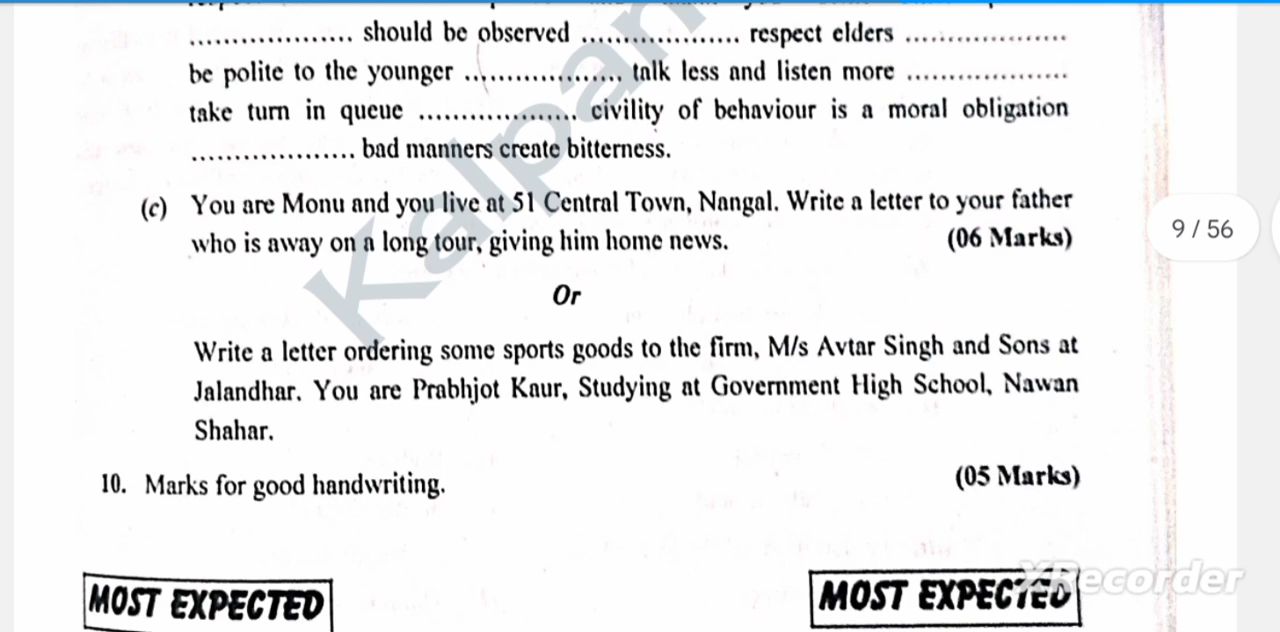 .................. should be observed .................. respect elders ..................
be polite to the younger .................. talk less and listen more ..................
take turn in queue .................. civility of behaviour is a moral obligation
.................. bad manners create bitterness.
(c) You are Monu and you live at 51 Central Town, Nangal. Write a letter to your father
who is away on a long tour, giving him home news. (06 Marks)
Or
Write a letter ordering some sports goods to the firm, M/s Avtar Singh and Sons at
Jalandhar. You are Prabhjot Kaur, Studying at Government High School, Nawan
Shahar.
10. Marks for good handwriting. (05 Marks)
9 / 56
Kalpan
MOST EXPECTED MOST EXPECTED
XRecorder